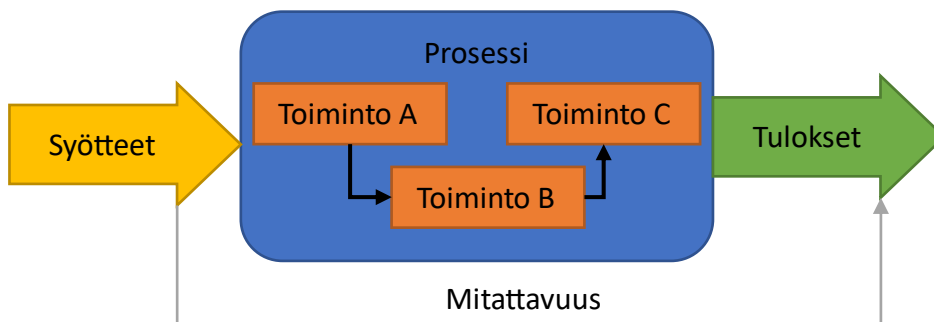 Prosessi
Toiminto A
Toiminto C
Syötteet
Tulokset
Toiminto B
Mitattavuus